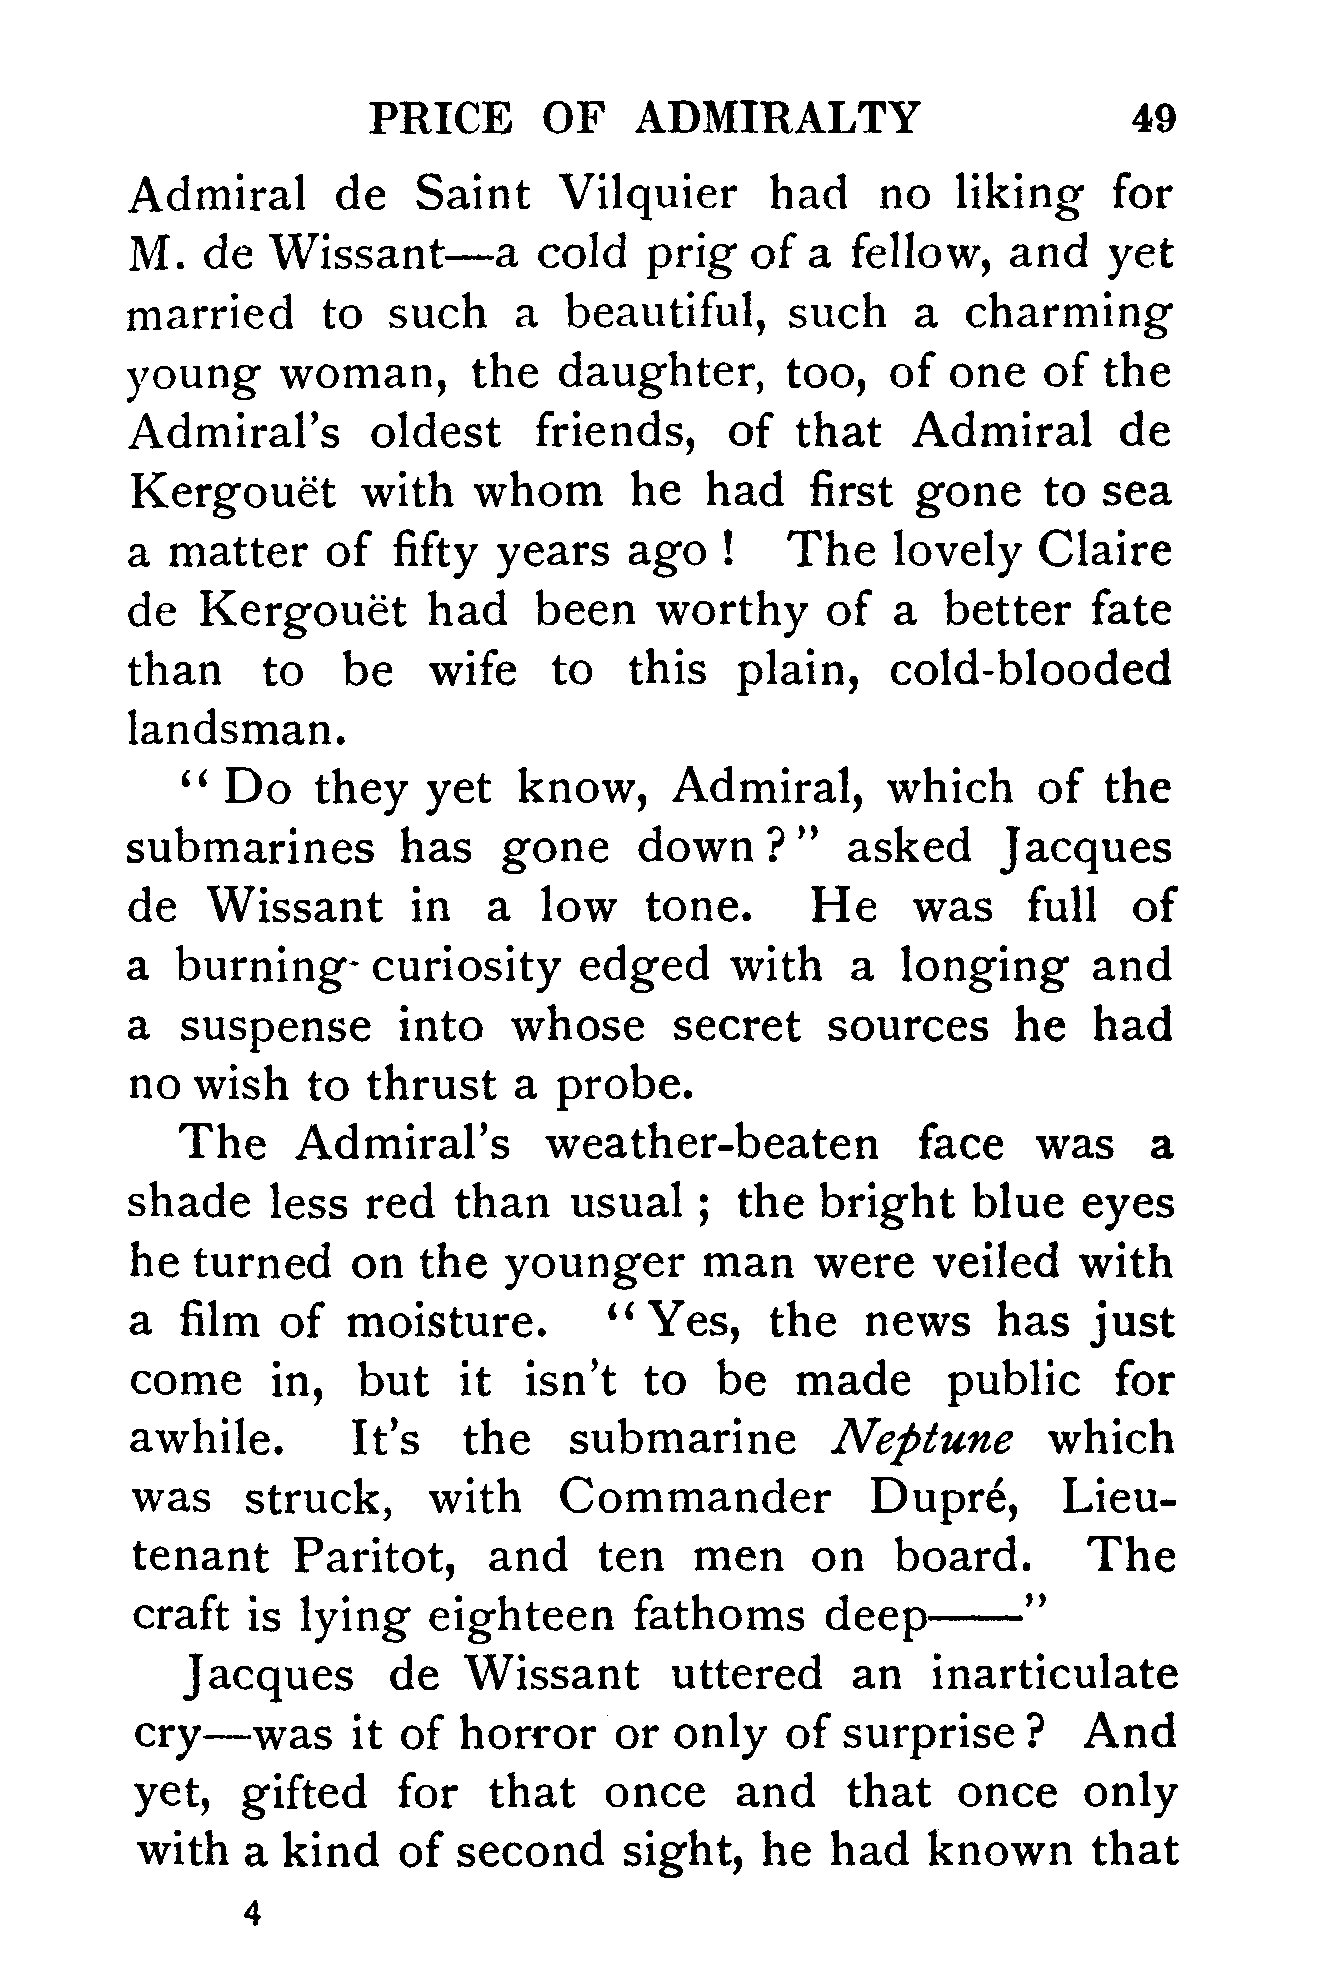 PRICE OF ADMIRALTY 49
Admiral de Saint Vilquier had no liking for
M. de Wissant—a cold prig of a fellow, and yet
married to such a beautiful, such a charming
young woman, the daughter, too, of one of the
Admiral's oldest friends, of that Admiral de
Kergouët with whom he had first gone to sea
a matter of fifty years ago ! The lovely Claire
de Kergouët had been worthy of a better fate
than to be wife to this plain, cold-blooded
landsman.
“ Do they yet know, Admiral, which of the
submarines has gone down ? ” asked Jacques
de Wissant in a low tone. He was full of
a burning curiosity edged with a longing and
a suspense into whose secret sources he had
no wish to thrust a probe.
The Admiral's weather-beaten face was a
shade less red than usual ; the bright blue eyes
he turned on the younger man were veiled with
a film of moisture. “ Yes, the news has just
come in, but it isn't to be made public for
awhile. It's the submarine Neptune which
was struck, with Commander Dupré, Lieu-
tenant Paritot, and ten men on board. The
craft is lying eighteen fathoms deep——”
Jacques de Wissant uttered an inarticulate
cry—was it of horror or only of surprise ? And
yet, gifted for that once and that once only
with a kind of second sight, he had known that
4